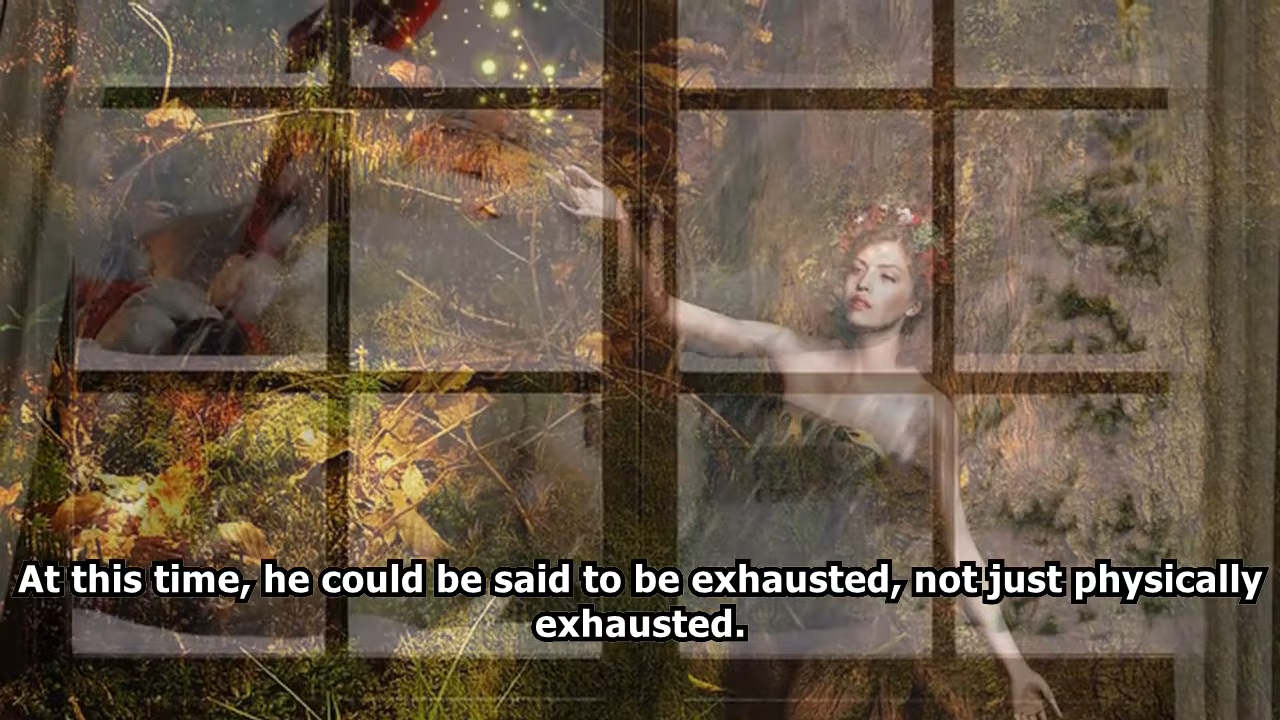 At this time, he could be said to be exhausted, not just physically
exhausted.